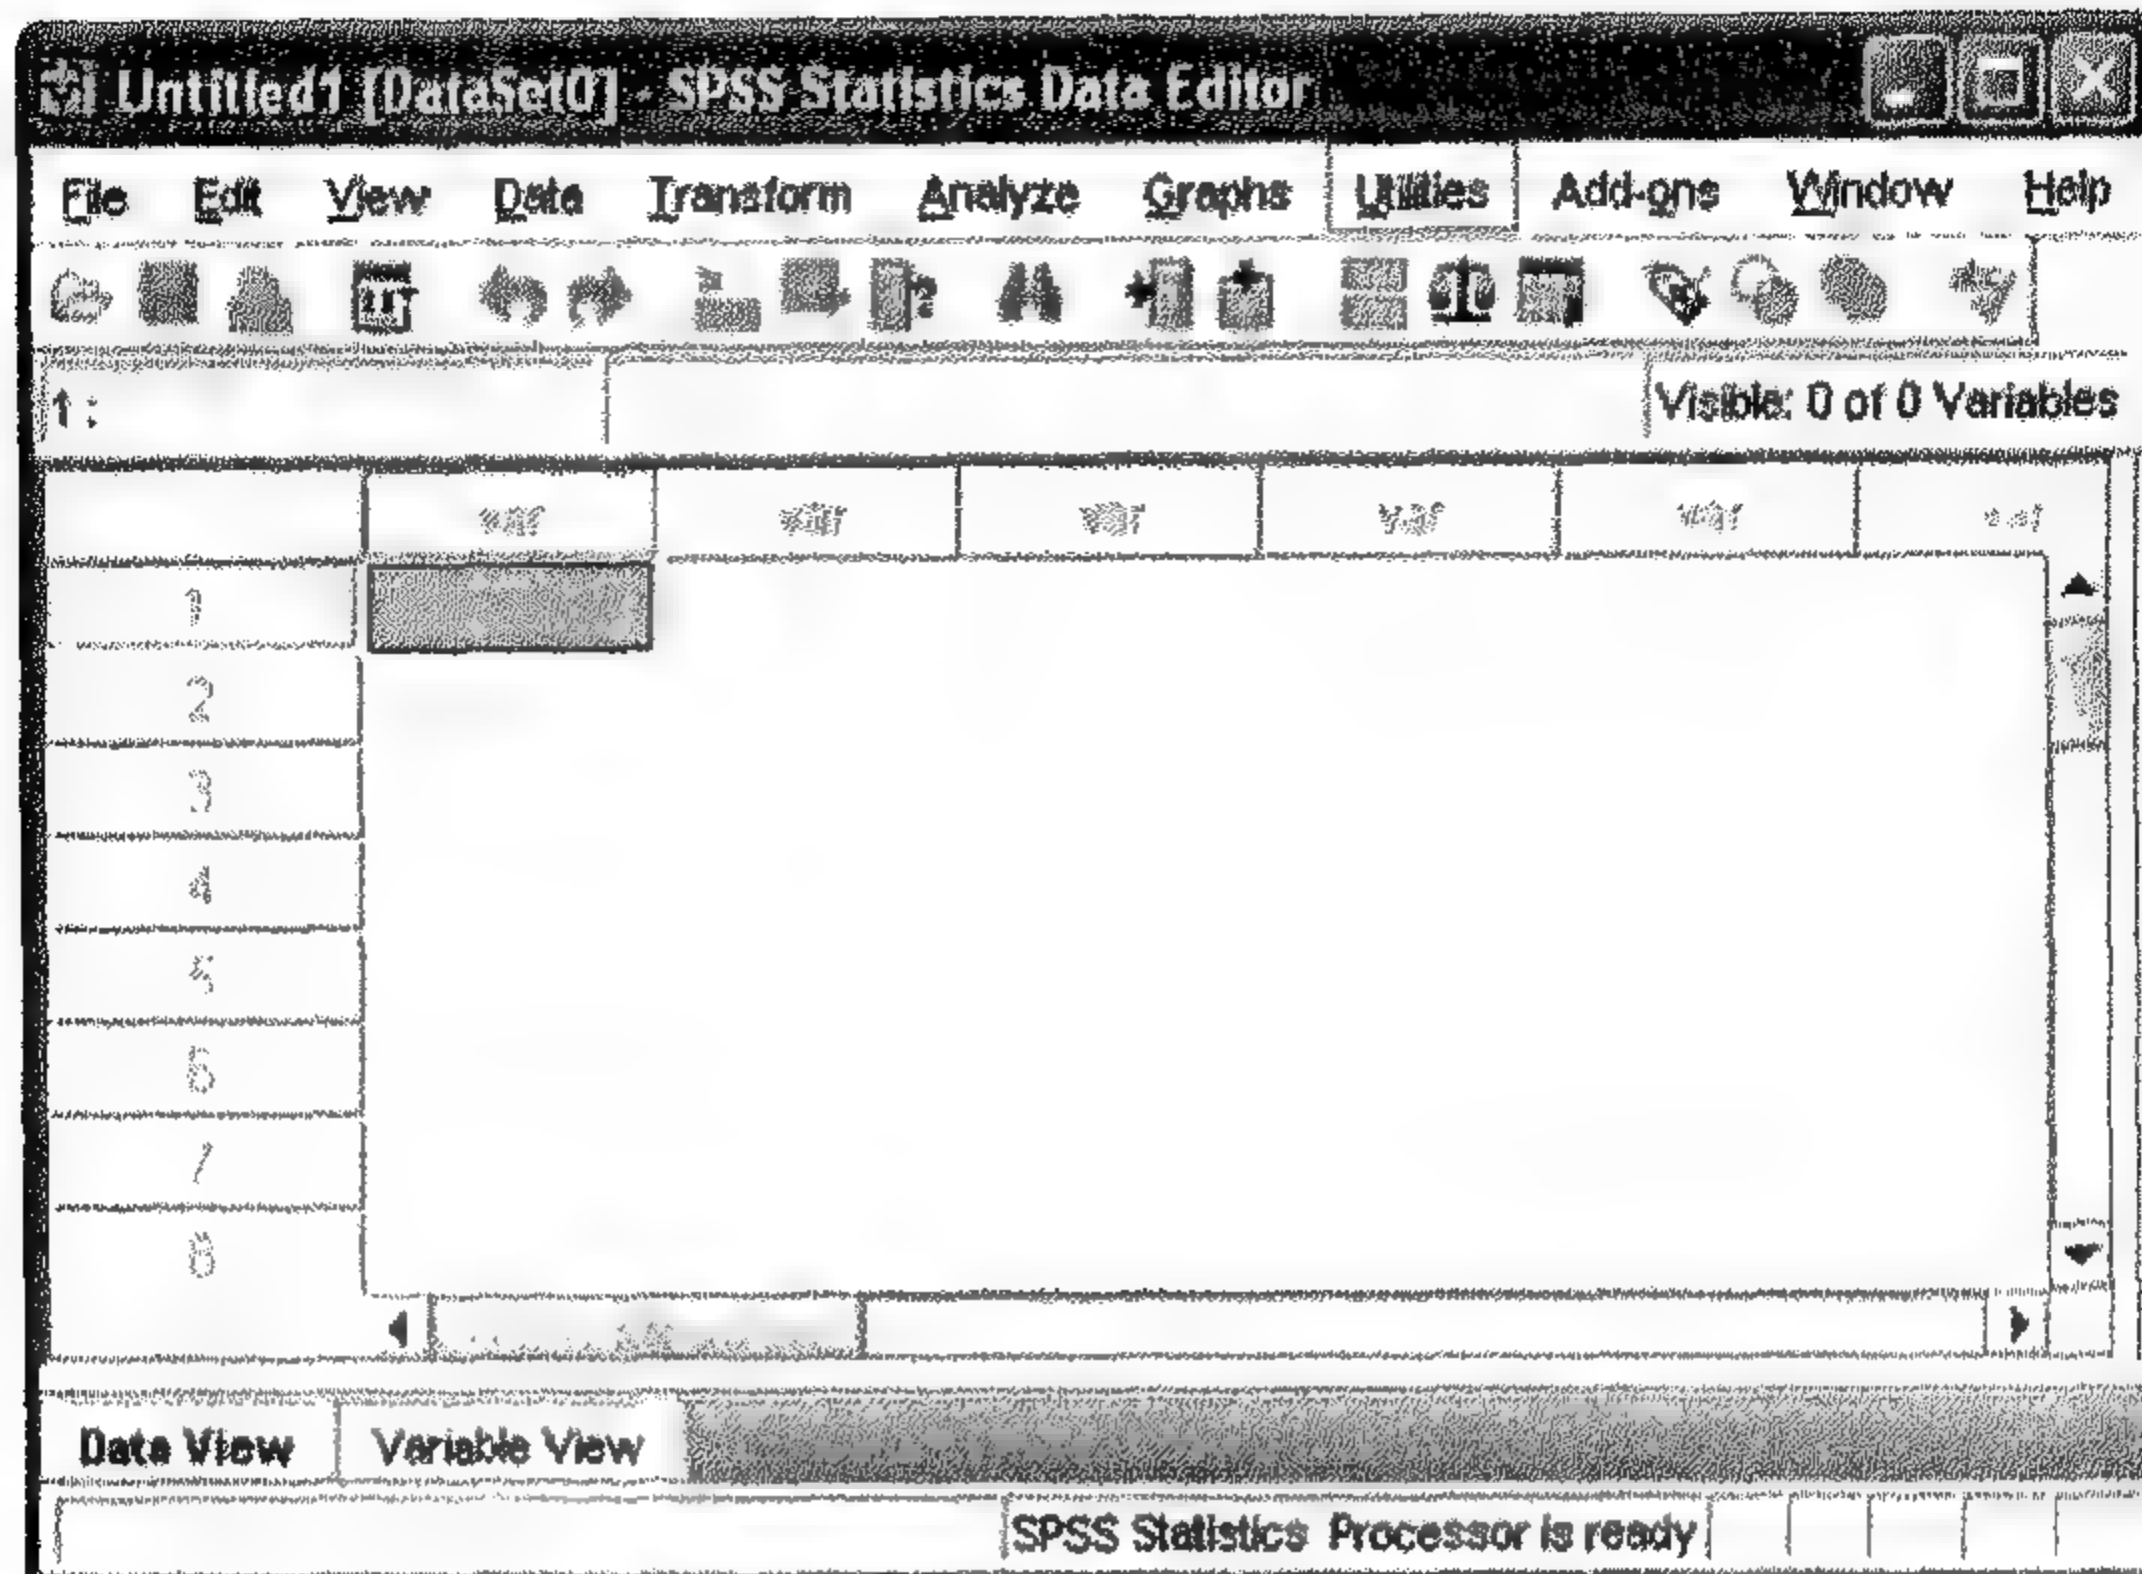 Untitled1 [DataSet0] - SPSS Statistics Data Editor
File Edit View Data Transform Analyze Graphs Utilities Add-ons Window Help
1 : Visible: 0 of 0 Variables
var var var var var var
1
2
3
4
5
6
7
8
Data View Variable View
SPSS Statistics Processor is ready